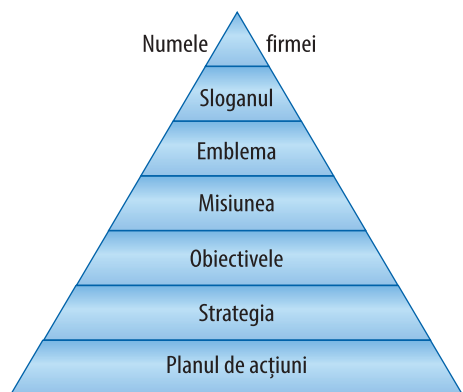 Numele firmei
Sloganul
Emblema
Misiunea
Obiectivele
Strategia
Planul de acțiuni